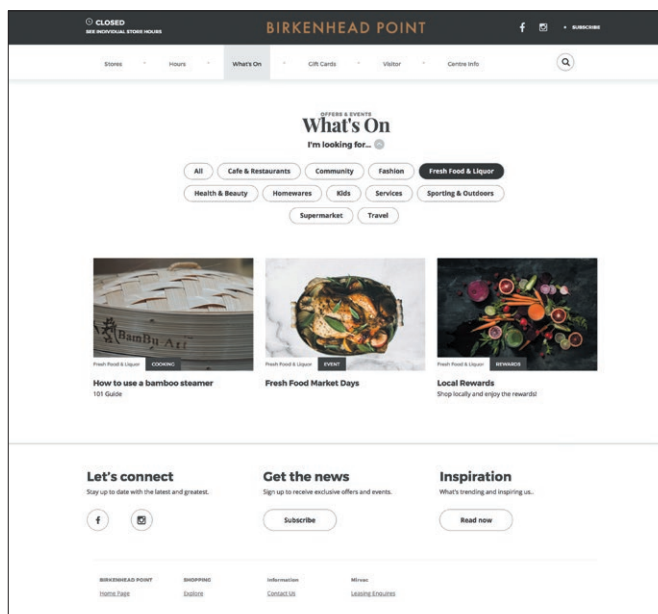 CLOSED
SEE INDIVIDUAL STORE HOURS
BIRKENHEAD POINT
SUBSCRIBE
Stores
Hours
What's On
Gift Cards
Visitor
Centre Info
OFFERS & EVENTS
What's On
I'm looking for...
All
Cafe & Restaurants
Community
Fashion
Fresh Food & Liquor
Health & Beauty
Homewares
Kids
Services
Sporting & Outdoors
Supermarket
Travel
BamBu Art
Fresh Food & Liquor
COOKING
How to use a bamboo steamer
101 Guide
Fresh Food & Liquor
EVENT
Fresh Food Market Days
Fresh Food & Liquor
REWARDS
Local Rewards
Shop locally and enjoy the rewards!
Let's connect
Stay up to date with the latest and greatest.
Get the news
Sign up to receive exclusive offers and events.
Subscribe
Inspiration
What's trending and inspiring us..
Read now
BIRKENHEAD POINT
Home Page
SHOPPING
Explore
Information
Contact Us
Mirvac
Leasing Enquires